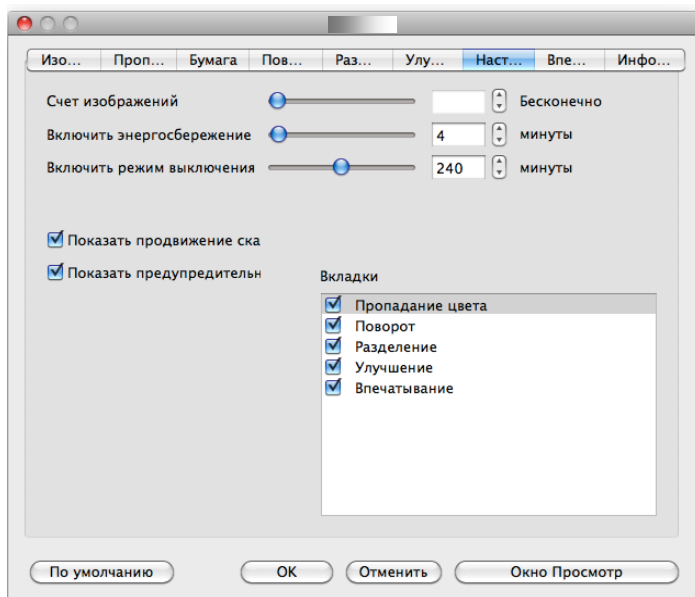 Изо... Проп... Бумага Пов... Раз... Улу... Наст... Впе... Инфо...
Счет изображений Бесконечно
Включить энергосбережение 4 минуты
Включить режим выключения 240 минуты
Показать продвижение ска
Показать предупредительн
Вкладки
Пропадание цвета
Поворот
Разделение
Улучшение
Впечатывание
По умолчанию OK Отменить Окно Просмотр